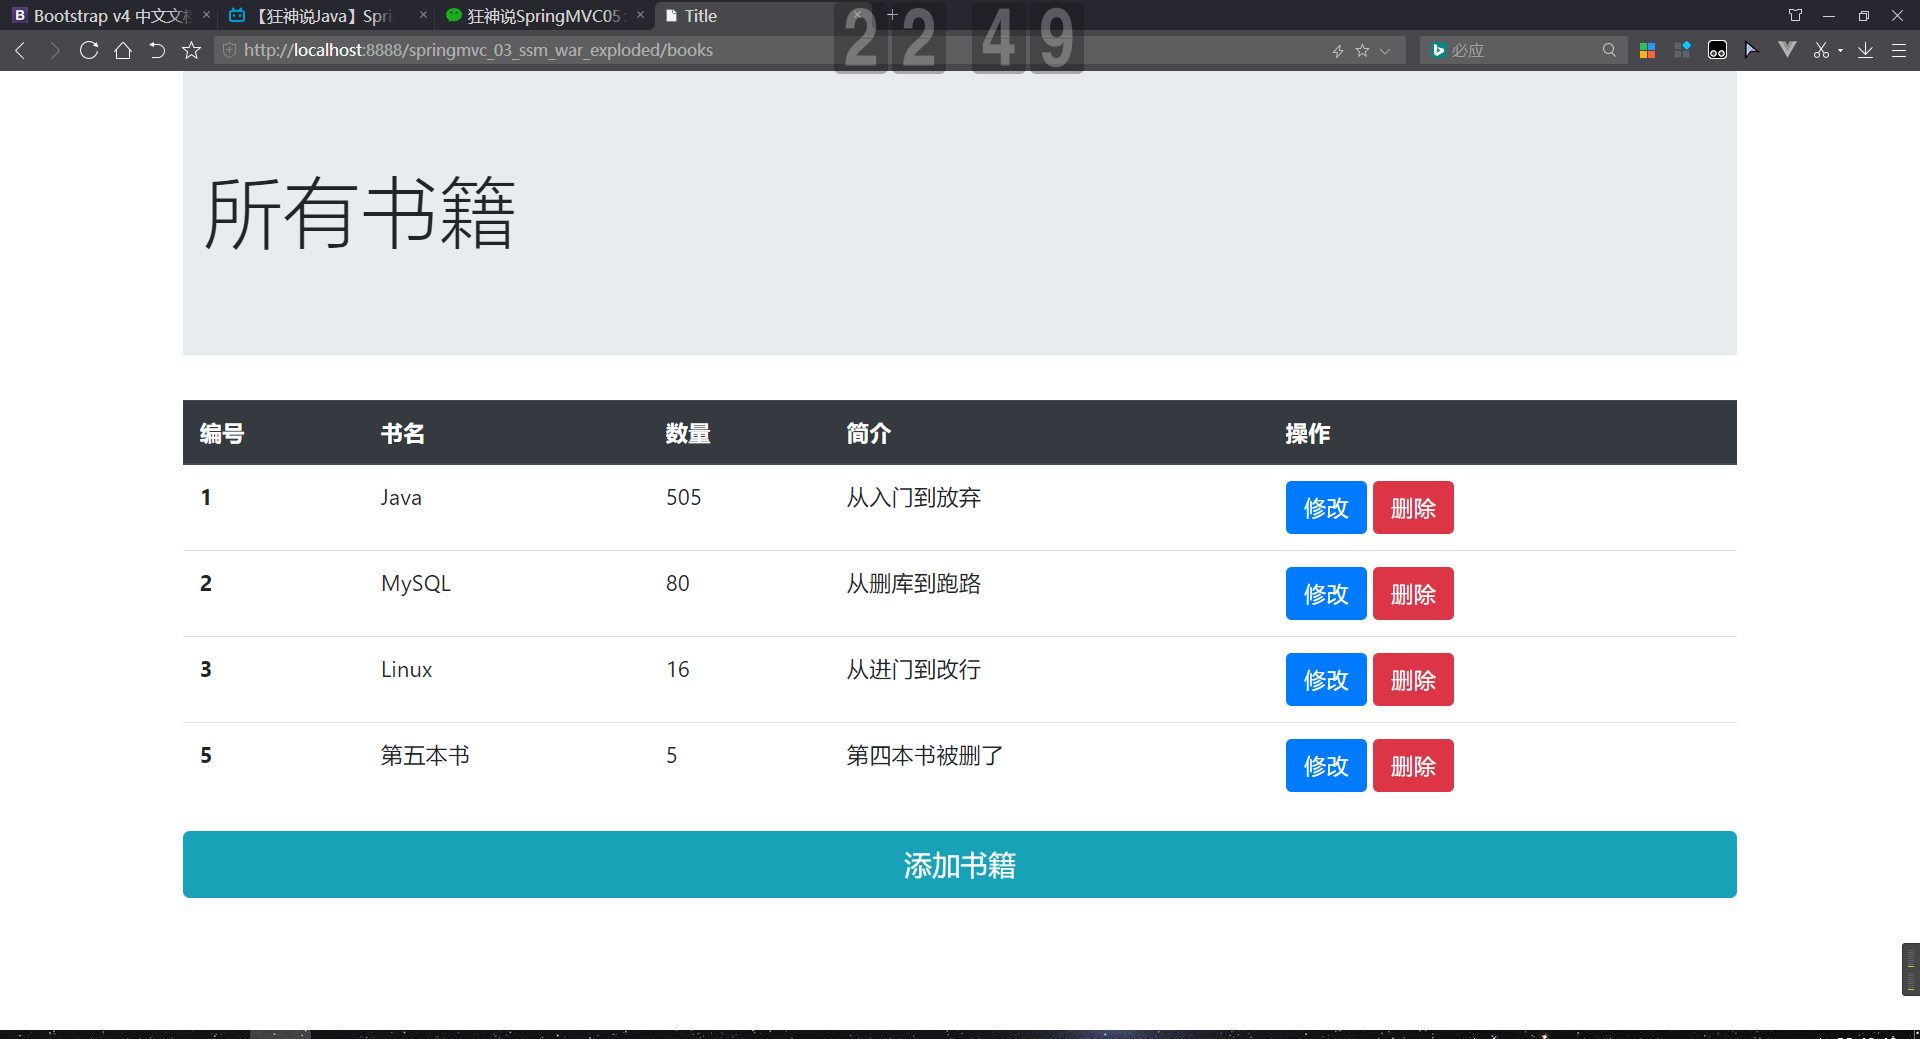 Bootstrap v4 中文文
【狂神说Java】Spri
狂神说SpringMVC05
Title
22 49
http://localhost:8888/springmvc_03_ssm_war_exploded/books
必应
所有书籍
编号 书名 数量 简介 操作
1 Java 505 从入门到放弃 修改 删除
2 MySQL 80 从删库到跑路 修改 删除
3 Linux 16 从进门到改行 修改 删除
5 第五本书 5 第四本书被删了 修改 删除
添加书籍